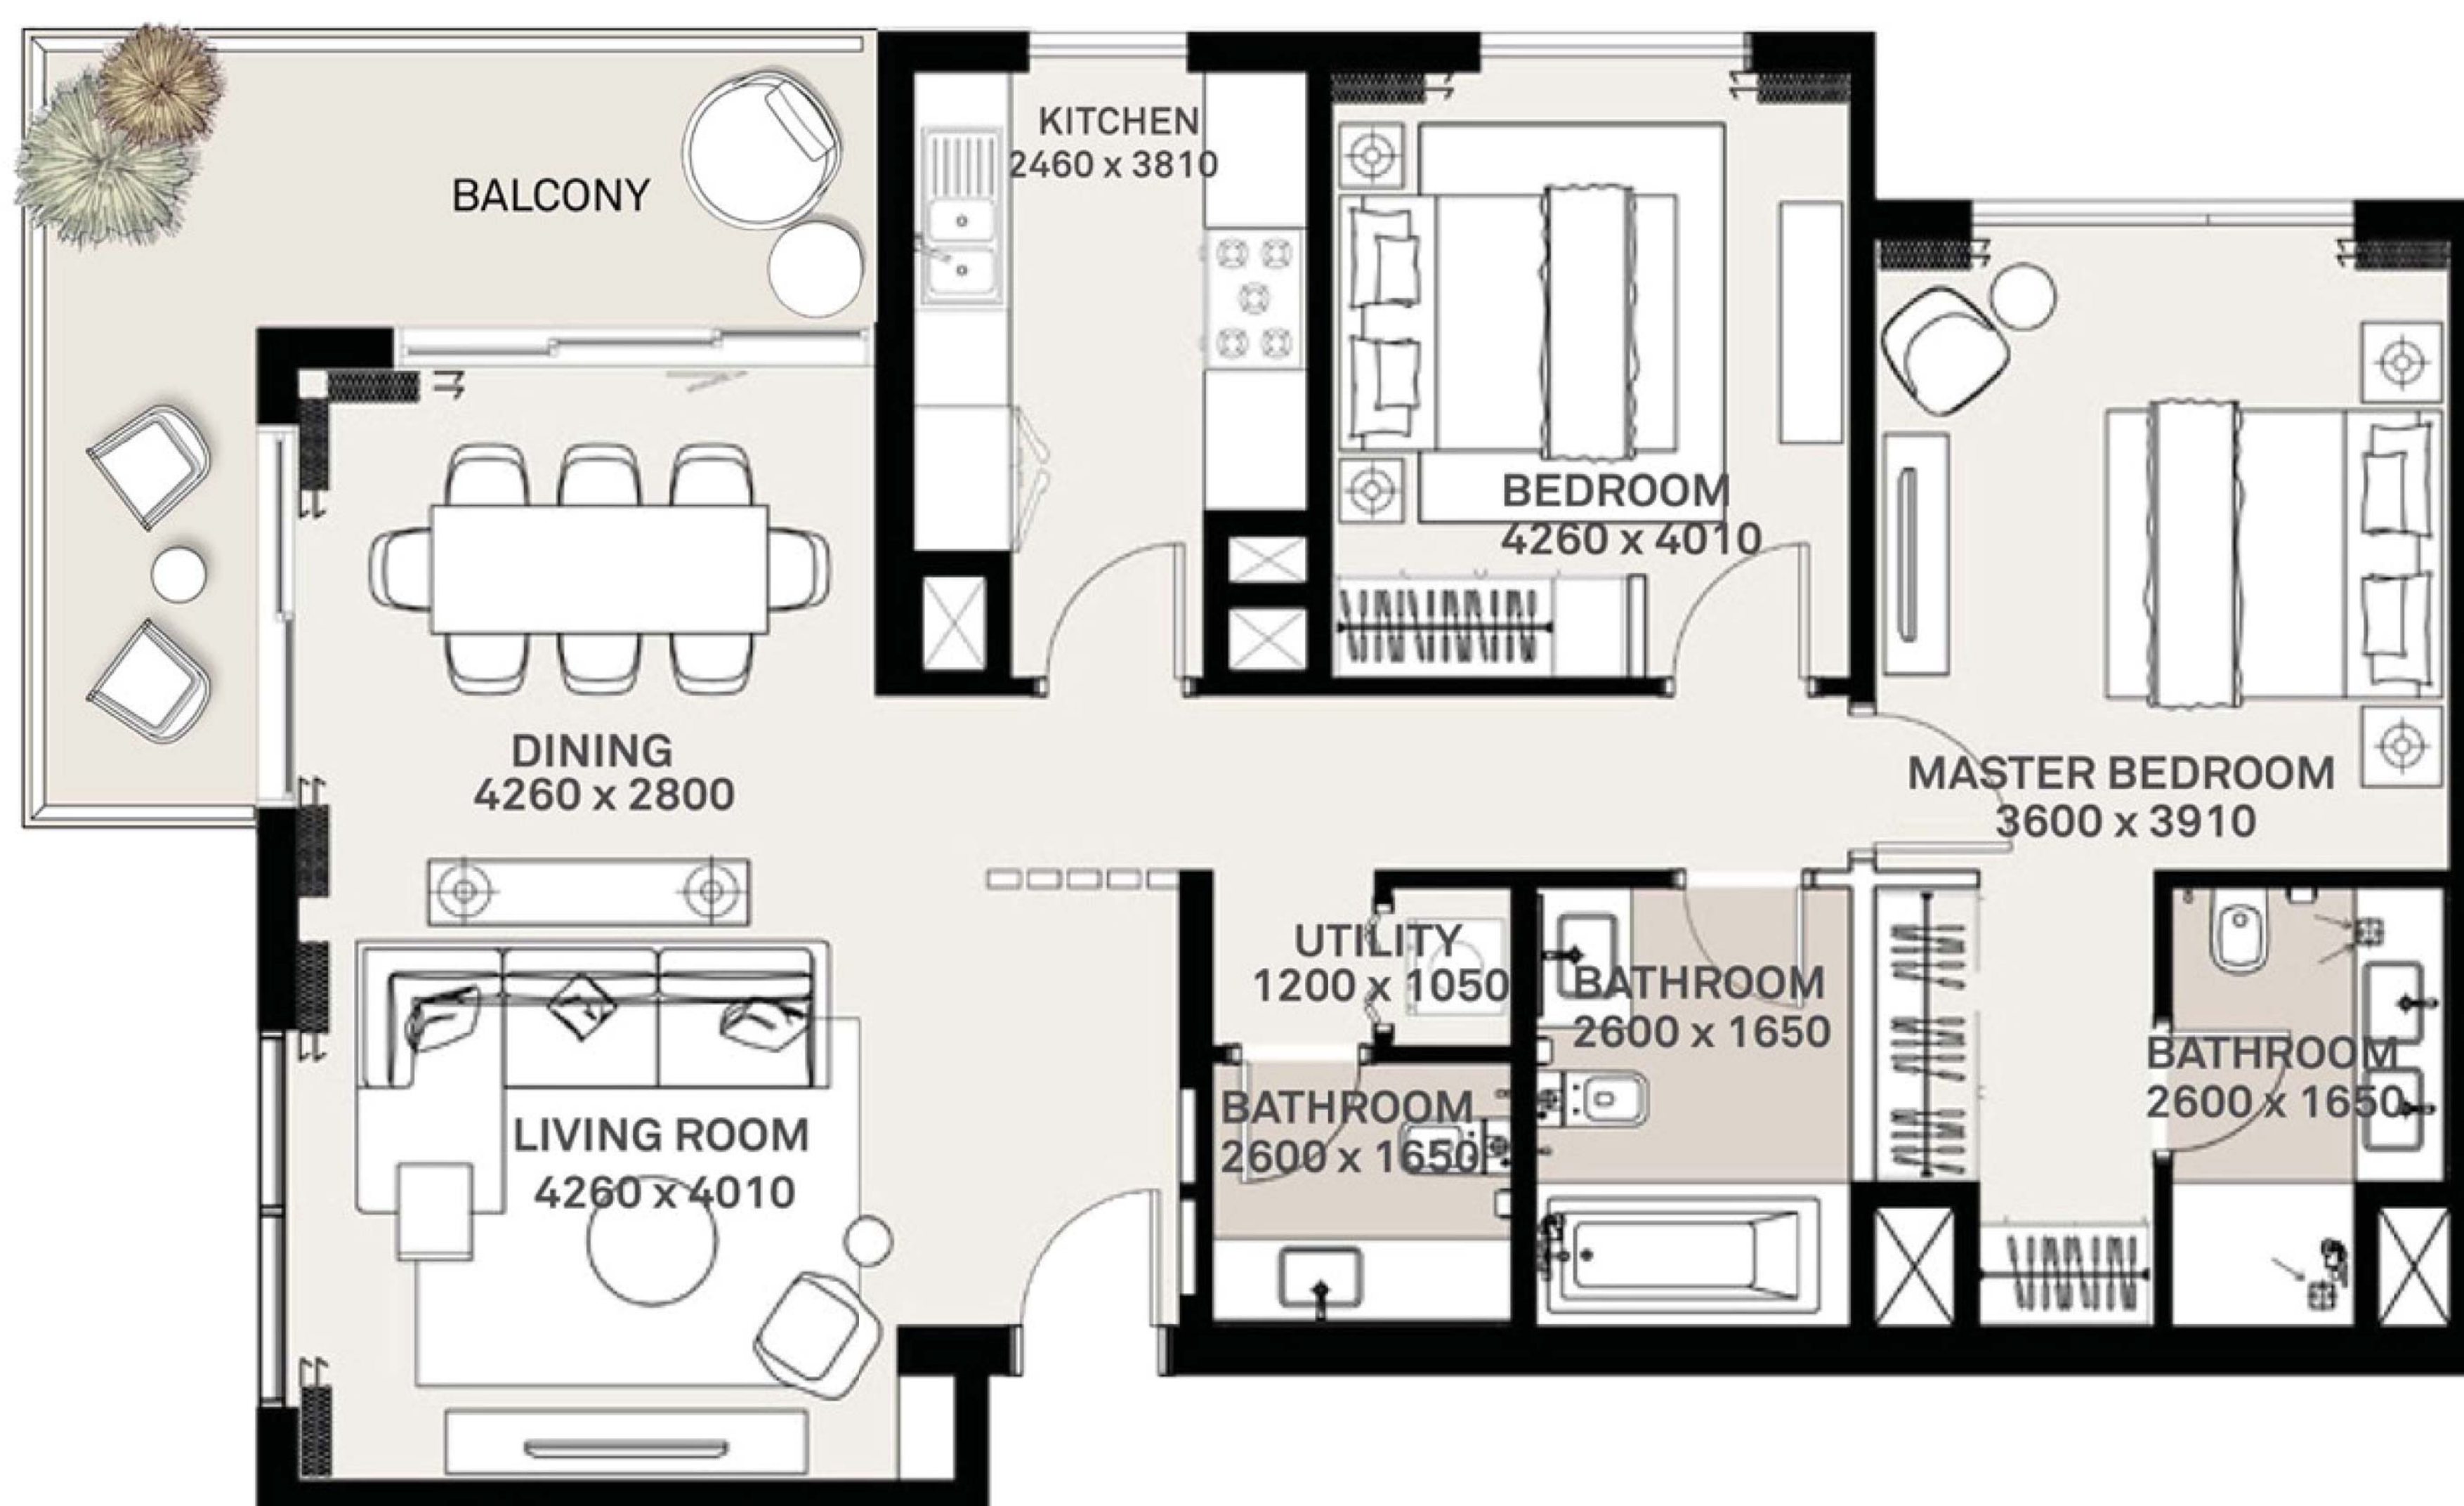 KITCHEN
2460 x 3810
BALCONY
BEDROOM
4260 x 4010
DINING
4260 x 2800
MASTER BEDROOM
3600 x 3910
UTILITY
1200 x 1050
BATHROOM
2600 x 1650
BATHROOM
2600 x 1650
BATHROOM
2600 x 1650
LIVING ROOM
4260 x 4010